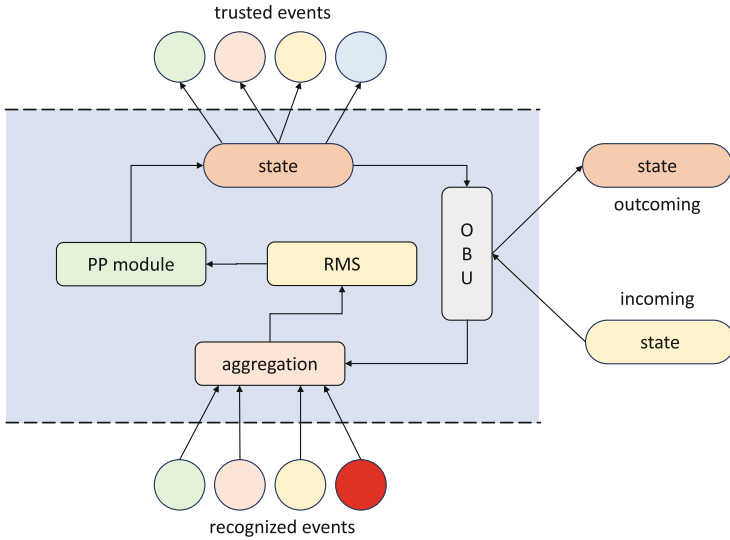 trusted events
state
state
outcoming
O
B
U
PP module
RMS
incoming
state
aggregation
recognized events